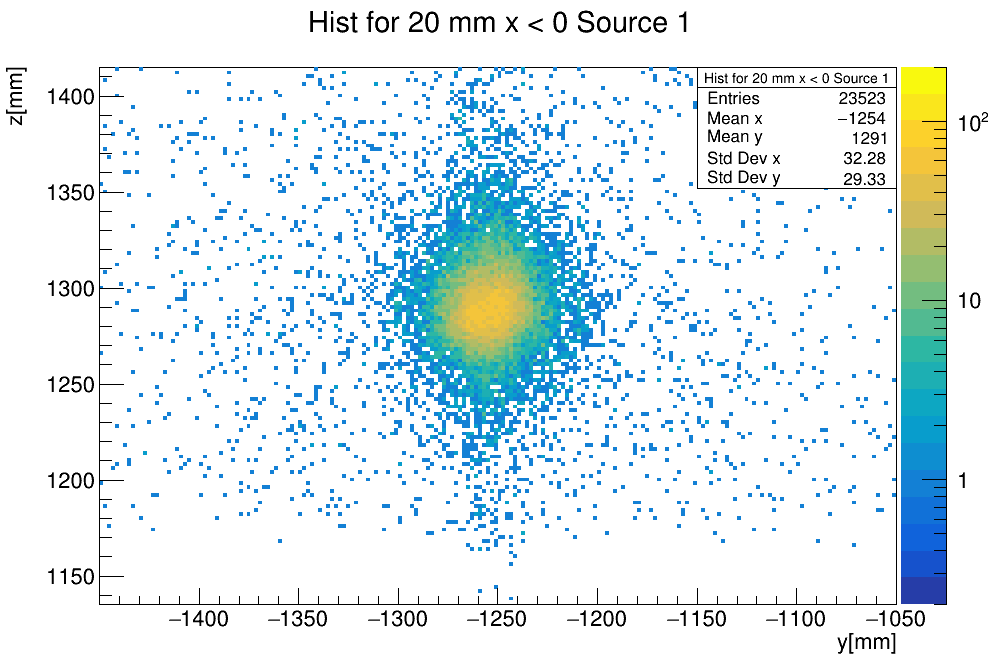 Hist for 20 mm x < 0 Source 1
z[mm]
Hist for 20 mm x < 0 Source 1
Entries 23523
Mean x −1254
Mean y 1291
Std Dev x 32.28
Std Dev y 29.33
1400
1350
1300
1250
1200
1150
10²
10
1
−1400 −1350 −1300 −1250 −1200 −1150 −1100 −1050
y[mm]